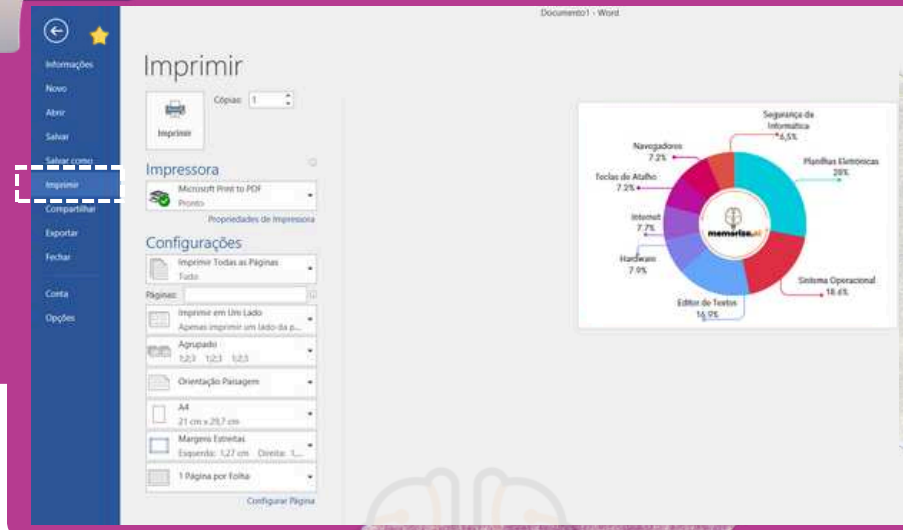 Documento1 - Word
Informações
Novo
Abrir
Salvar
Salvar como
Imprimir
Compartilhar
Exportar
Fechar
Conta
Opções
Imprimir
Cópias: 1
Imprimir
Impressora
Microsoft Print to PDF
Pronto
Propriedades de Impressora
Configurações
Imprimir Todas as Páginas
Tudo
Páginas:
Imprimir em Um Lado
Apenas imprimir um lado da p...
Agrupado
1;2;3 1;2;3 1;2;3
Orientação Paisagem
A4
21 cm x 29,7 cm
Margens Estreitas
Esquerda: 1,27 cm Direita: 1,...
1 Página por Folha
Configurar Página
Segurança da
Informática
6,5%
Navegadores
7.2%
Planilhas Eletrônicas
28%
Teclas de Atalho
7.2%
Internet
7.7%
memorize.ai
Hardware
7.9%
Sistema Operacional
18.6%
Editor de Textos
16.9%